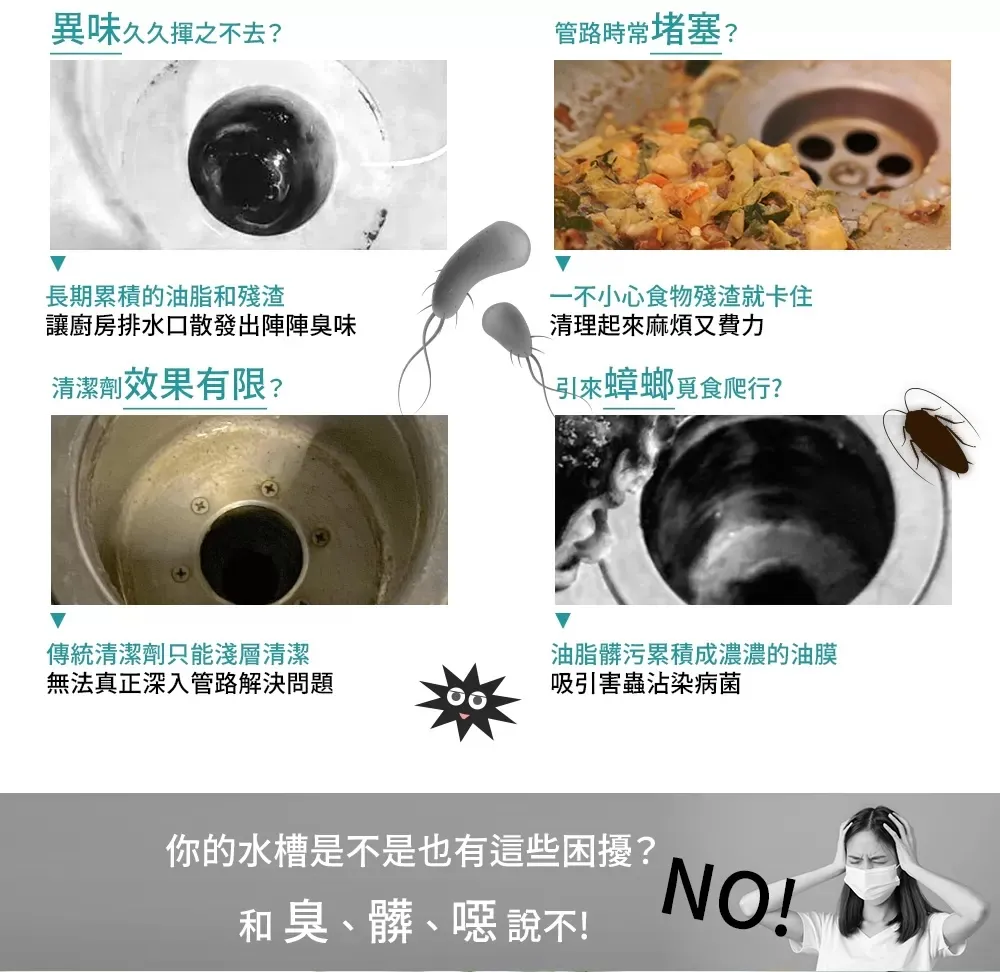 異味久久揮之不去?
管路時常堵塞?
▼
長期累積的油脂和殘渣
讓廚房排水口散發出陣陣臭味
▼
一不小心食物殘渣就卡住
清理起來麻煩又費力
清潔劑效果有限?
引來蟑螂覓食爬行?
▼
傳統清潔劑只能淺層清潔
無法真正深入管路解決問題
▼
油脂髒污累積成濃濃的油膜
吸引害蟲沾染病菌
你的水槽是不是也有這些困擾?
和臭、髒、噁說不!
NO!